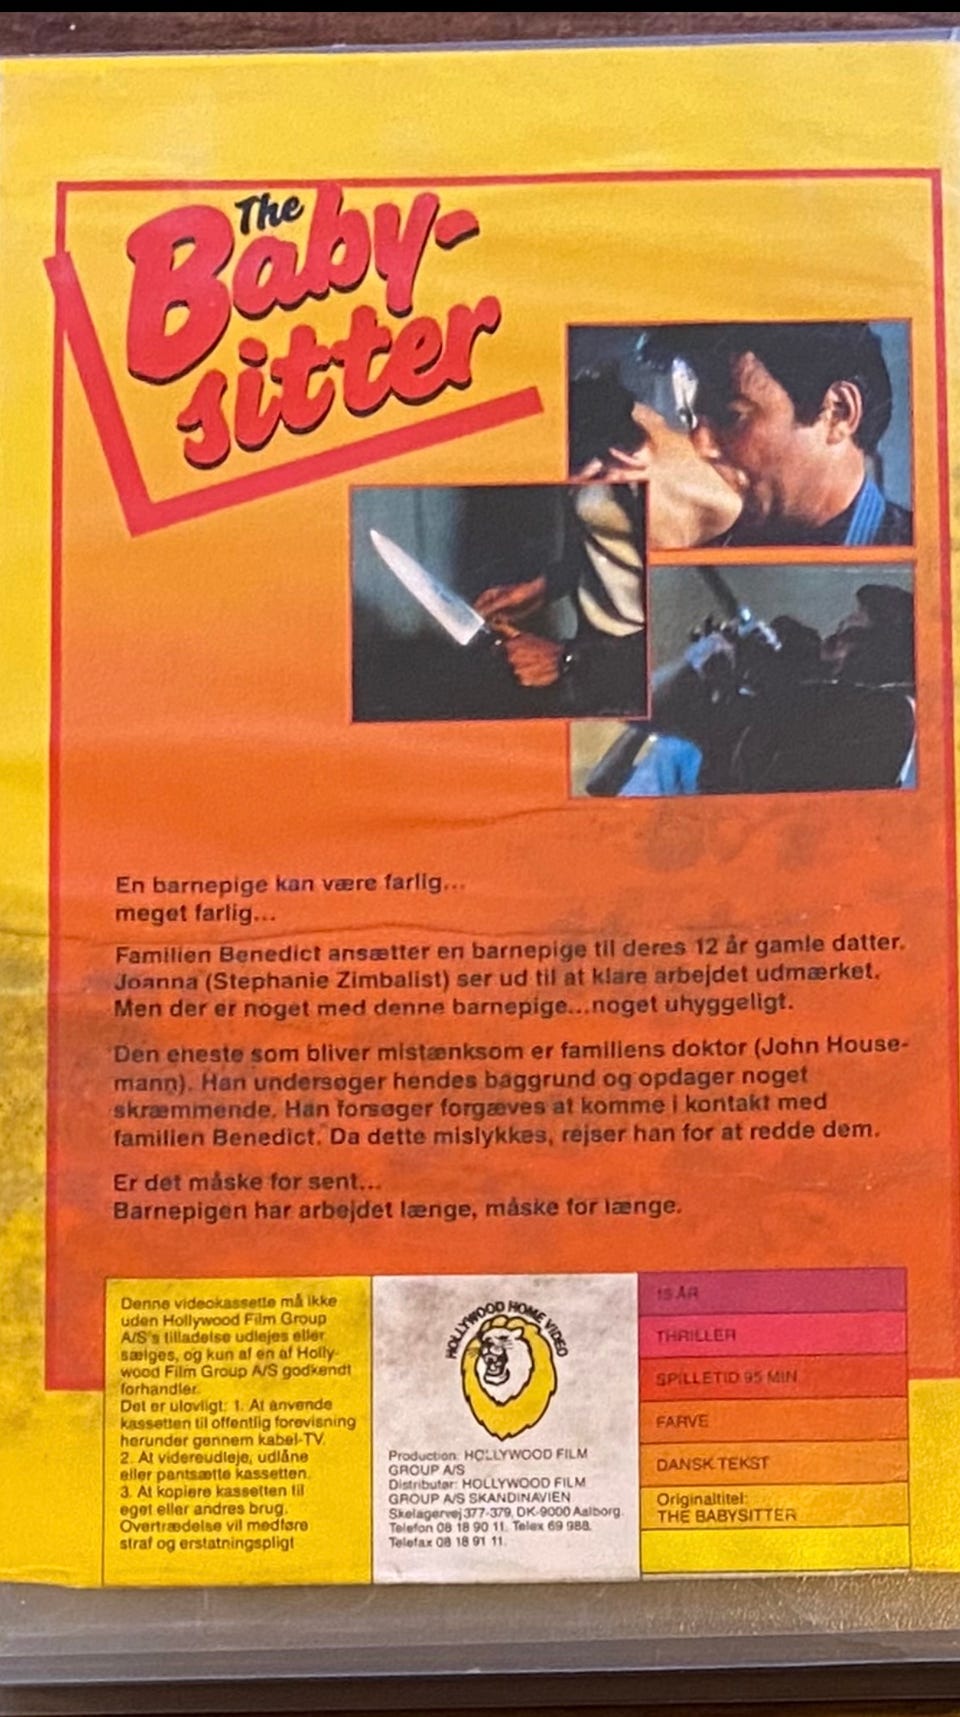 The
Baby-
sitter
En barnepige kan være farlig...
meget farlig...
Familien Benedict ansætter en barnepige til deres 12 år gamle datter.
Joanna (Stephanie Zimbalist) ser ud til at klare arbejdet udmærket.
Men der er noget med denne barnepige...noget uhyggeligt.
Den eneste som bliver mistænksom er familiens doktor (John House-
mann). Han undersøger hendes baggrund og opdager noget
skræmmende. Han forsøger forgæves at komme i kontakt med
familien Benedict. Da dette mislykkes, rejser han for at redde dem.
Er det måske for sent...
Barnepigen har arbejdet længe, måske for længe.
Denne videokassette må ikke
uden Hollywood Film Group
A/S's tilladelse udlejes eller
sælges, og kun af en af Holly-
wood Film Group A/S godkendt
forhandler.
Det er ulovligt: 1. At anvende
kassetten til offentlig forevisning
herunder gennem kabel-TV.
2. At videreudleje, udlåne
eller pantsætte kassetten.
3. At kopiere kassetten til
eget eller andres brug.
Overtrædelse vil medføre
straf og erstatningspligt
HOLLYWOOD HOME VIDEO
Production: HOLLYWOOD FILM
GROUP A/S
Distributør: HOLLYWOOD FILM
GROUP A/S SKANDINAVIEN
Skelagervej 377-379, DK-9000 Aalborg.
Telefon 08 18 90 11. Telex 69 988.
Telefax 08 18 91 11.
15 ÅR
THRILLER
SPILLETID 95 MIN
FARVE
DANSK TEKST
Originaltitel:
THE BABYSITTER